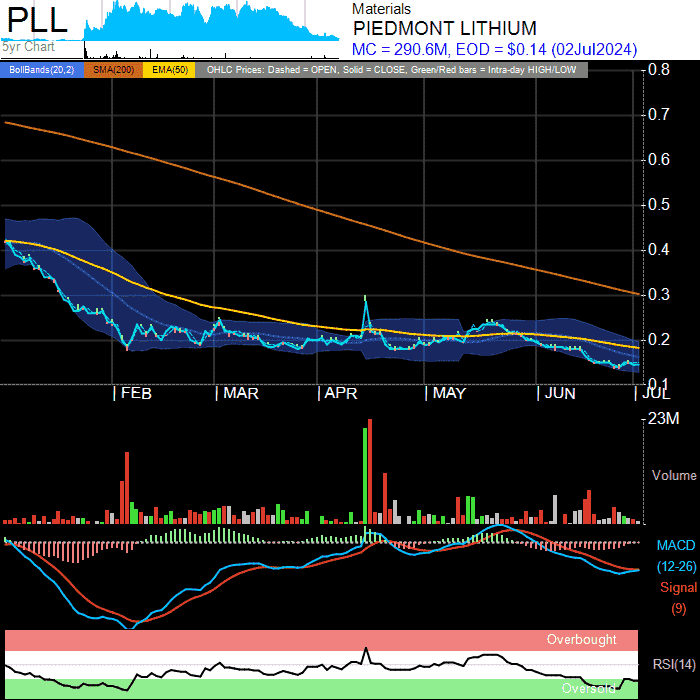 PLL
5yr Chart
Materials
PIEDMONT LITHIUM
MC = 290.6M, EOD = $0.14 (02Jul2024)
BollBands(20,2) SMA(200) EMA(50) OHLC Prices: Dashed = OPEN, Solid = CLOSE, Green/Red bars = Intra-day HIGH/LOW
0.8
0.7
0.6
0.5
0.4
0.3
0.2
0.1
FEB MAR APR MAY JUN JUL
23M
Volume
MACD
(12-26)
Signal
(9)
Overbought
RSI(14)
Oversold